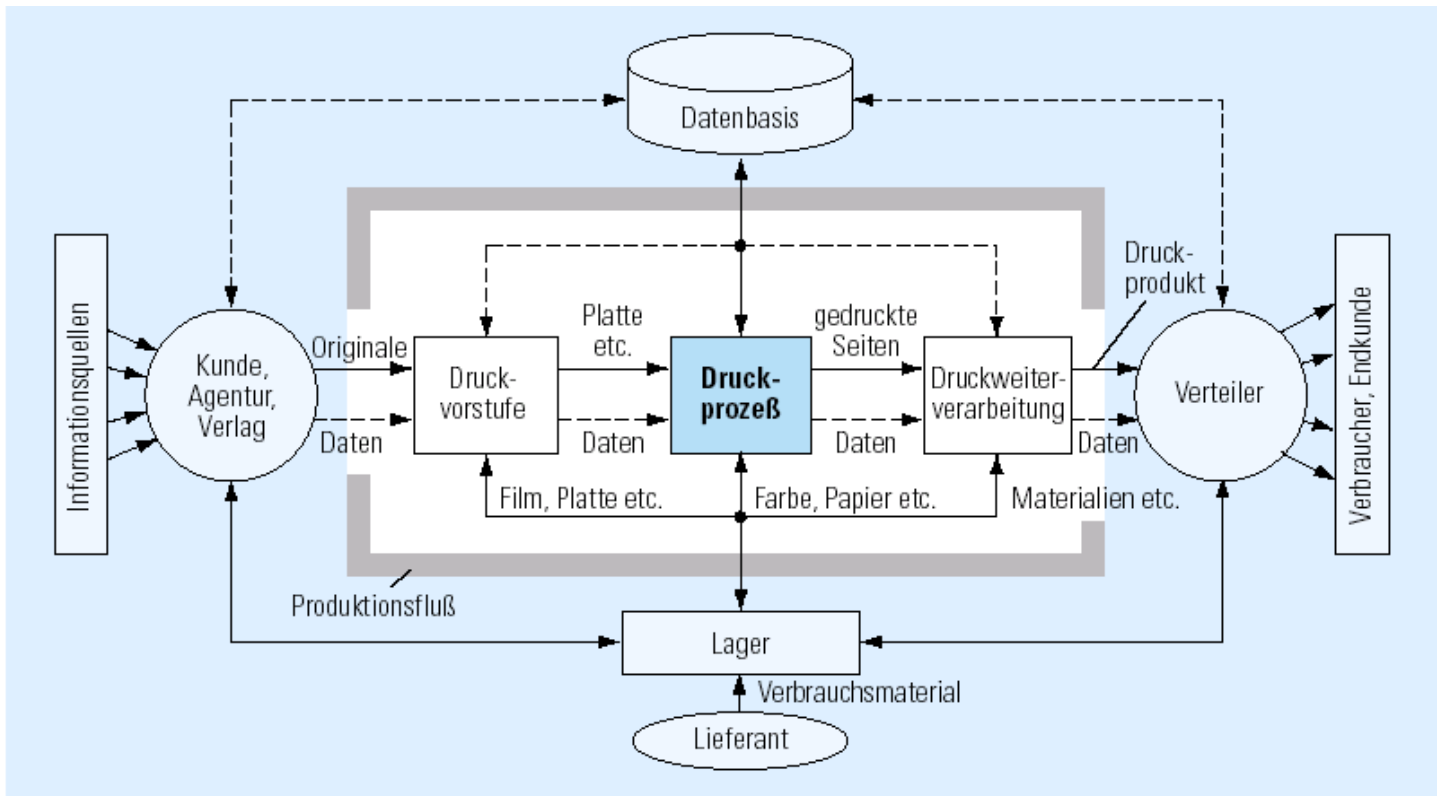 Datenbasis
Informationsquellen
Kunde,
Agentur,
Verlag
Originale
Daten
Druck-
vorstufe
Platte
etc.
Daten
Druck-
prozeß
gedruckte
Seiten
Daten
Druckweiter-
verarbeitung
Druck-
produkt
Daten
Verteiler
Verbraucher, Endkunde
Film, Platte etc.
Farbe, Papier etc.
Materialien etc.
Produktionsfluß
Lager
Verbrauchsmaterial
Lieferant